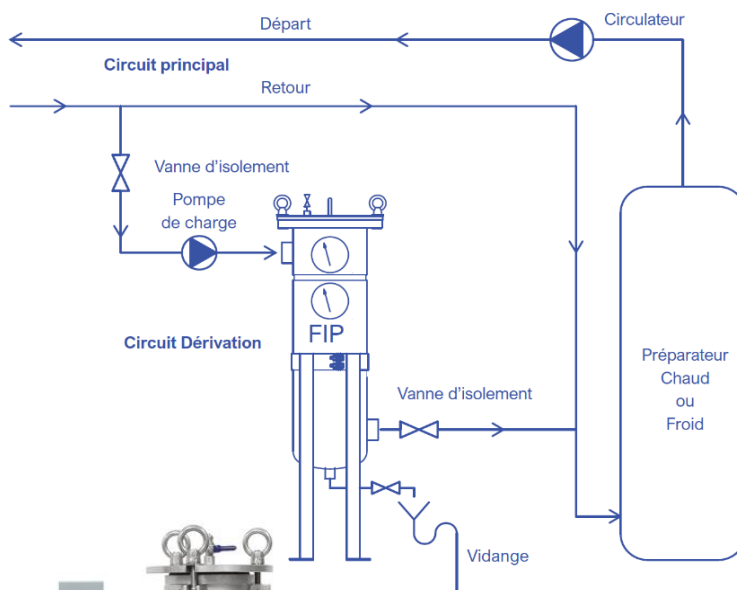 Départ
Circulateur
Circuit principal
Retour
Vanne d'isolement
Pompe
de charge
FIP
Circuit Dérivation
Préparateur
Chaud
ou
Froid
Vanne d'isolement
Vidange